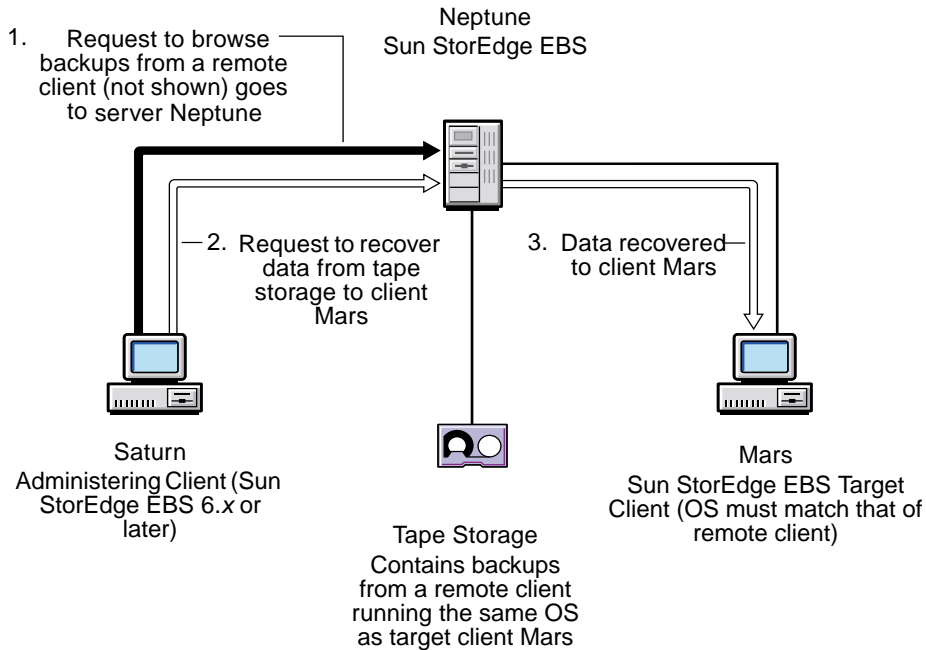 Neptune
Sun StorEdge EBS
1. Request to browse
backups from a remote
client (not shown) goes
to server Neptune
2. Request to recover
data from tape
storage to client
Mars
3. Data recovered
to client Mars
Saturn
Administering Client (Sun
StorEdge EBS 6.x or
later)
Tape Storage
Contains backups
from a remote client
running the same OS
as target client Mars
Mars
Sun StorEdge EBS Target
Client (OS must match that of
remote client)